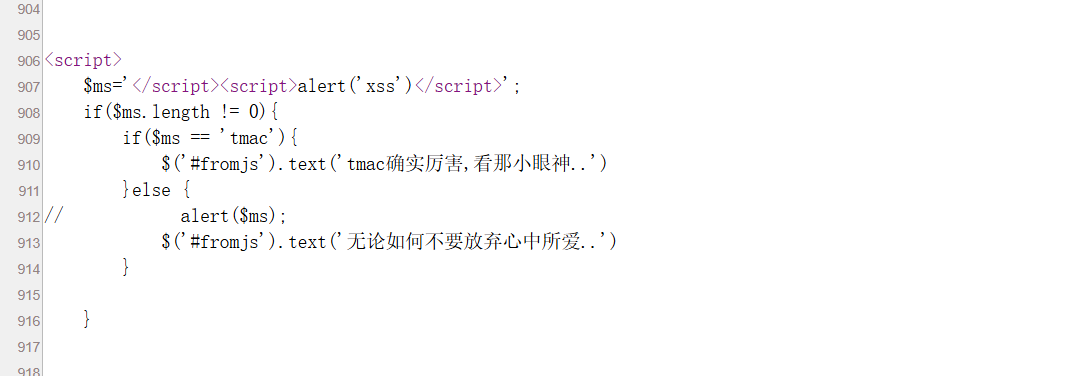 904
905
906 <script>
907 $ms='</script><script>alert('xss')</script>';
908 if($ms.length != 0){
909 if($ms == 'tmac'){
910 $('#fromjs').text('tmac确实厉害,看那小眼神..')
911 }else {
912 // alert($ms);
913 $('#fromjs').text('无论如何不要放弃心中所爱..')
914 }
915
916 }
917
918